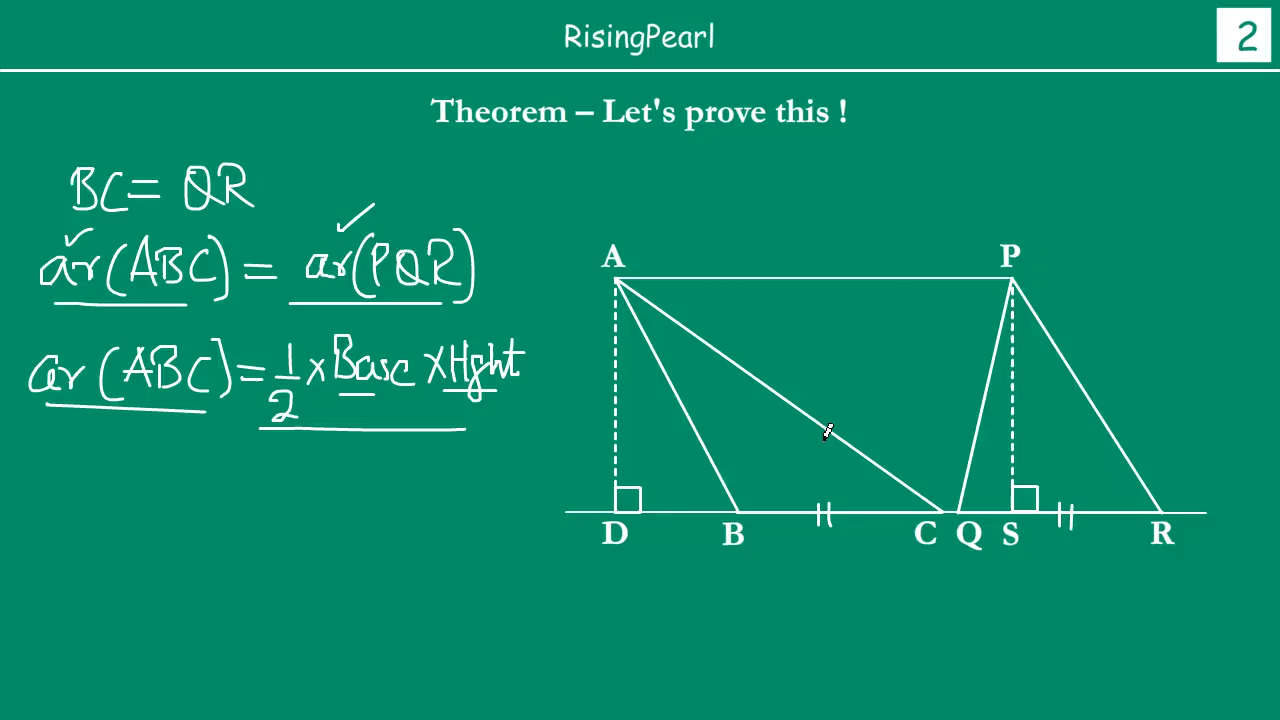 RisingPearl
2
Theorem – Let's prove this !
BC = QR
ar(ABC) = ar(PQR)
ar(ABC) = 1/2 × Base × Hght
A P
D B C Q S R